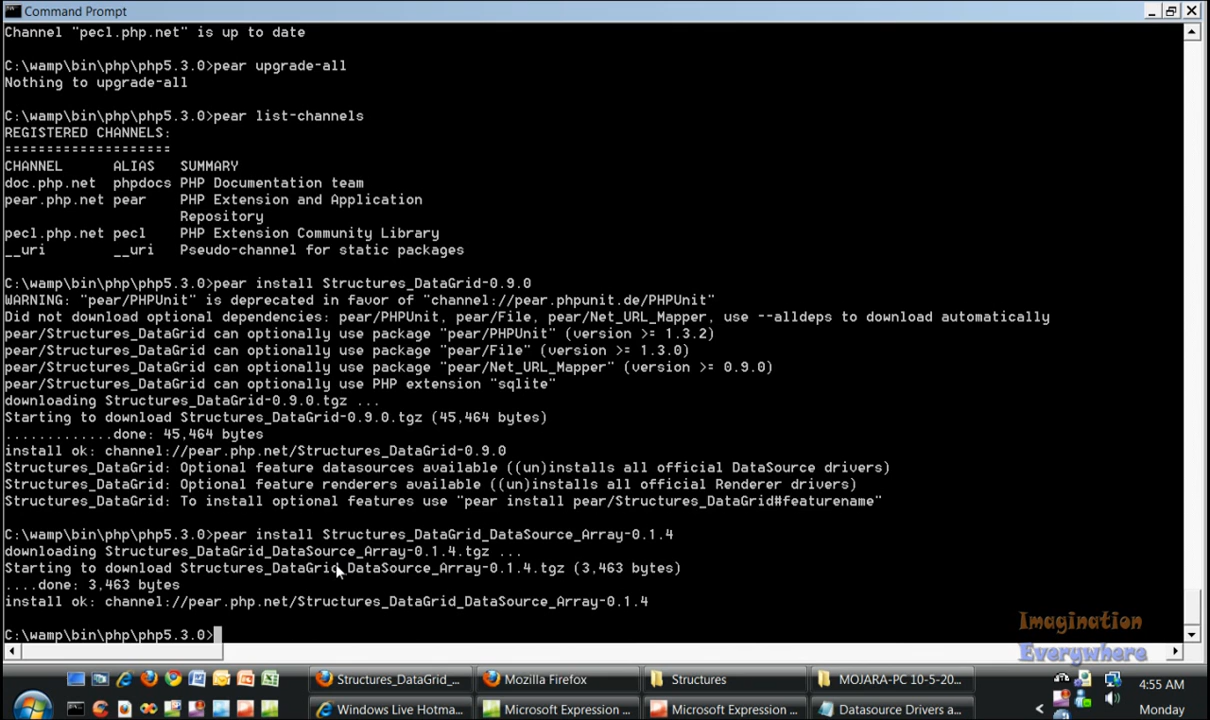 Command Prompt
Channel "pecl.php.net" is up to date
C:\wamp\bin\php\php5.3.0>pear upgrade-all
Nothing to upgrade-all
C:\wamp\bin\php\php5.3.0>pear list-channels
REGISTERED CHANNELS:
====================
CHANNEL ALIAS SUMMARY
doc.php.net phpdocs PHP Documentation team
pear.php.net pear PHP Extension and Application
Repository
pecl.php.net pecl PHP Extension Community Library
__uri __uri Pseudo-channel for static packages
C:\wamp\bin\php\php5.3.0>pear install Structures_DataGrid-0.9.0
WARNING: "pear/PHPUnit" is deprecated in favor of "channel://pear.phpunit.de/PHPUnit"
Did not download optional dependencies: pear/PHPUnit, pear/File, pear/Net_URL_Mapper, use --alldeps to download automatically
pear/Structures_DataGrid can optionally use package "pear/PHPUnit" (version >= 1.3.2)
pear/Structures_DataGrid can optionally use package "pear/File" (version >= 1.3.0)
pear/Structures_DataGrid can optionally use package "pear/Net_URL_Mapper" (version >= 0.9.0)
pear/Structures_DataGrid can optionally use PHP extension "sqlite"
downloading Structures_DataGrid-0.9.0.tgz ...
Starting to download Structures_DataGrid-0.9.0.tgz (45,464 bytes)
.............done: 45,464 bytes
install ok: channel://pear.php.net/Structures_DataGrid-0.9.0
Structures_DataGrid: Optional feature datasources available ((un)installs all official DataSource drivers)
Structures_DataGrid: Optional feature renderers available ((un)installs all official Renderer drivers)
Structures_DataGrid: To install optional features use "pear install pear/Structures_DataGrid#featurename"
C:\wamp\bin\php\php5.3.0>pear install Structures_DataGrid_DataSource_Array-0.1.4
downloading Structures_DataGrid_DataSource_Array-0.1.4.tgz ...
Starting to download Structures_DataGrid_DataSource_Array-0.1.4.tgz (3,463 bytes)
....done: 3,463 bytes
install ok: channel://pear.php.net/Structures_DataGrid_DataSource_Array-0.1.4
C:\wamp\bin\php\php5.3.0>
Imagination
Everywhere
Structures_DataGrid_... Mozilla Firefox Structures MOJARA-PC 10-5-20... 4:55 AM
Windows Live Hotma... Microsoft Expression ... Microsoft Expression ... Datasource Drivers a... Monday